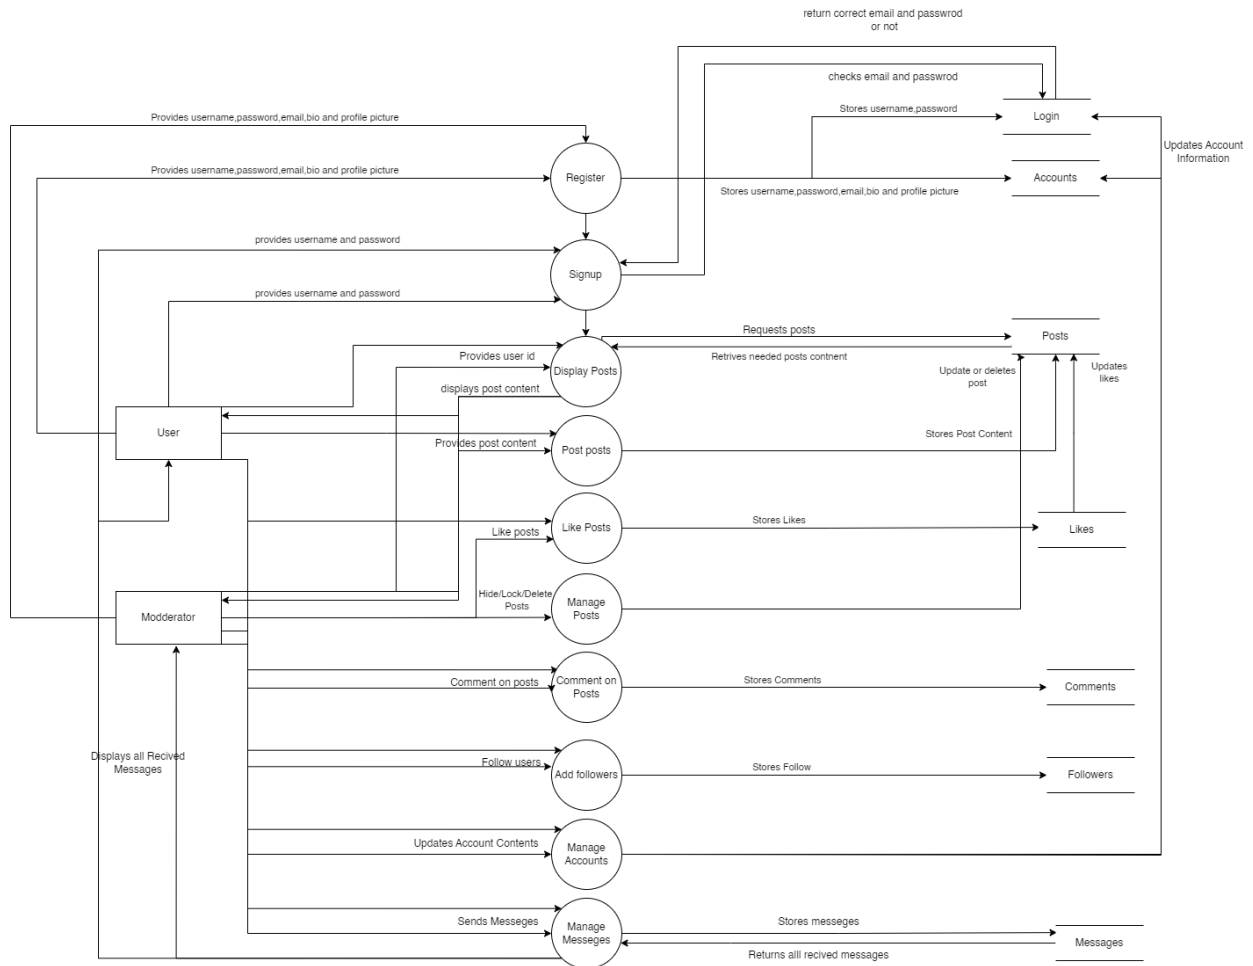 return correct email and passwrod
or not
checks email and passwrod
Stores username,password
Login
Provides username,password,email,bio and profile picture
Updates Account
Information
Provides username,password,email,bio and profile picture
Register
Accounts
Stores username,password,email,bio and profile picture
provides username and password
Signup
provides username and password
Requests posts
Posts
Provides user id
Retrives needed posts contnent
Display Posts
Update or deletes
post
Updates
likes
displays post content
User
Provides post content
Post posts
Stores Post Content
Like posts
Like Posts
Stores Likes
Likes
Hide/Lock/Delete
Posts
Manage
Posts
Modderator
Comment on posts
Comment on
Posts
Stores Comments
Comments
Displays all Recived
Messages
Follow users
Add followers
Stores Follow
Followers
Updates Account Contents
Manage
Accounts
Sends Messeges
Manage
Messeges
Stores messeges
Messages
Returns alll recived messages